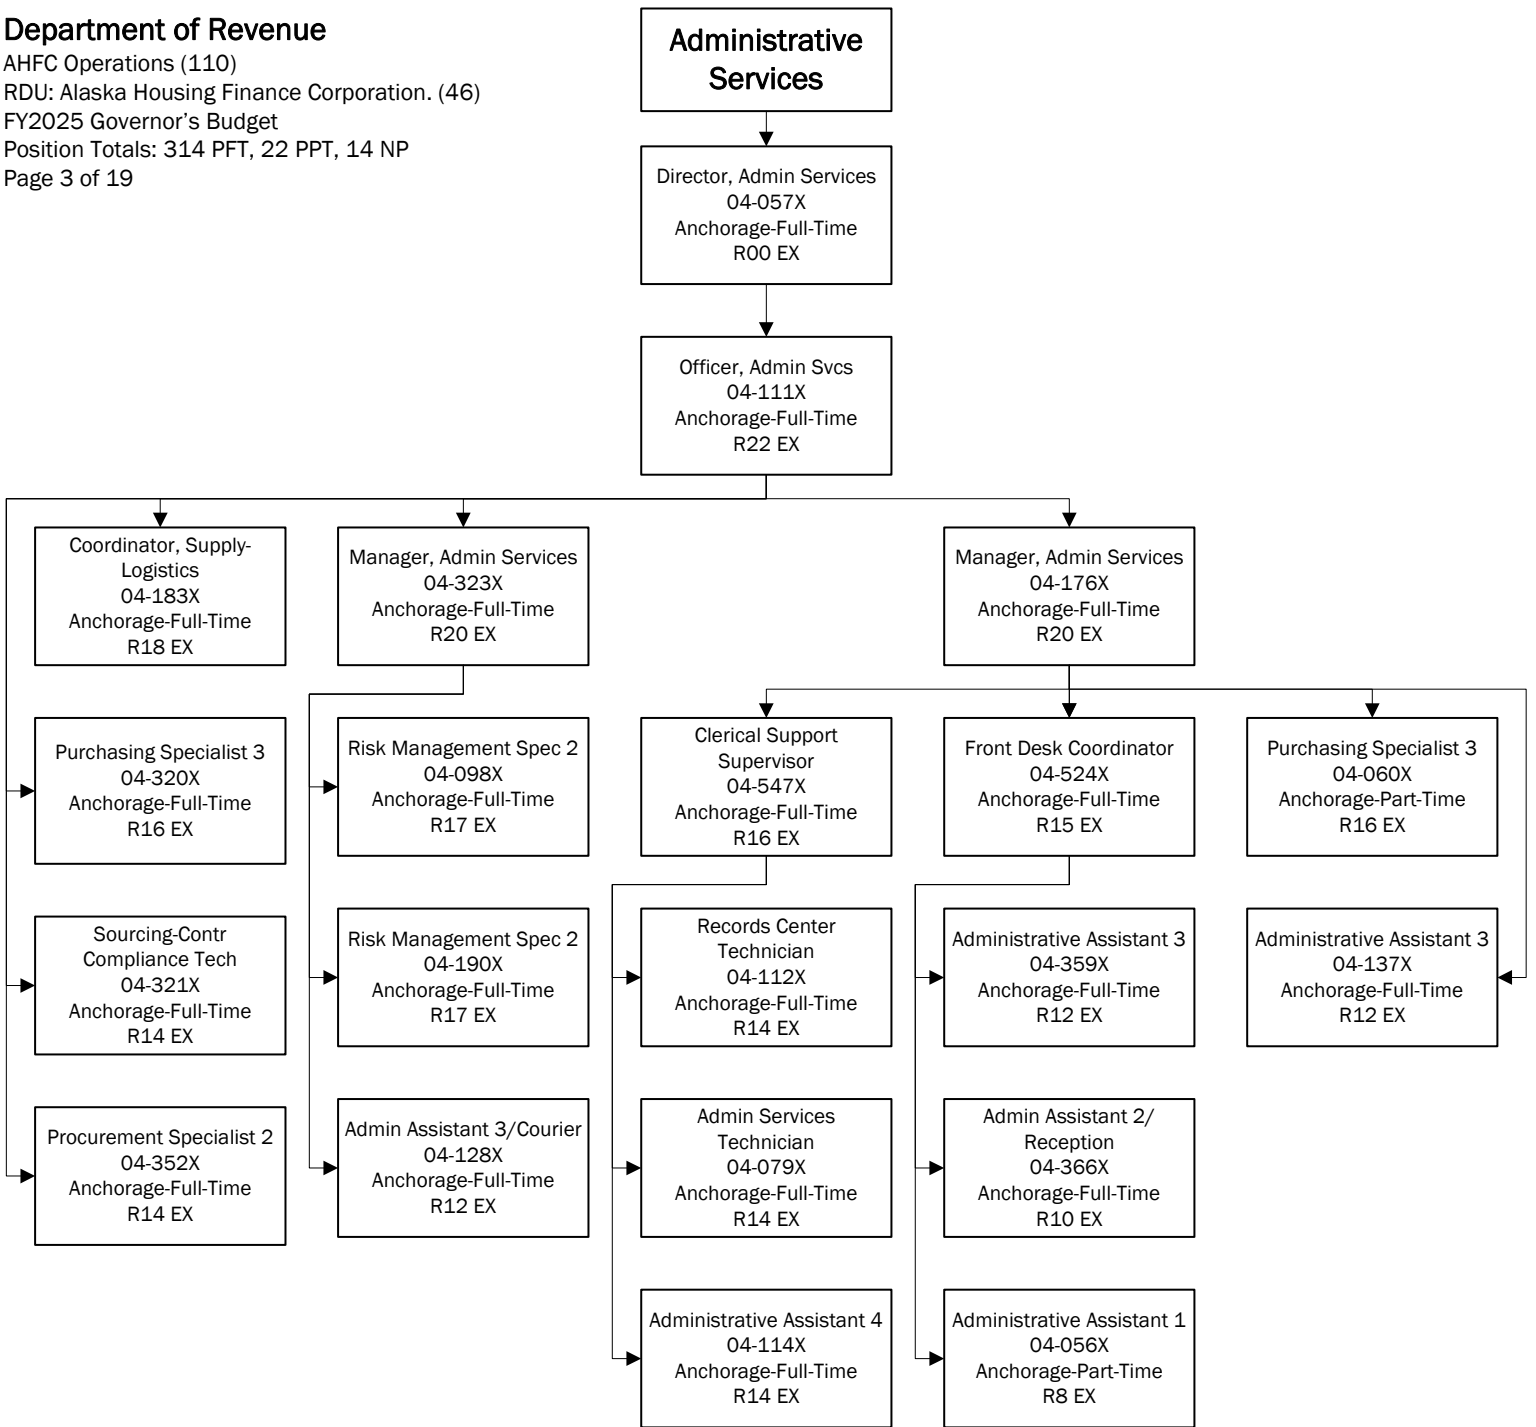 Department of Revenue
AHFC Operations (110)
RDU: Alaska Housing Finance Corporation. (46)
FY2025 Governor's Budget
Position Totals: 314 PFT, 22 PPT, 14 NP
Page 3 of 19
Administrative
Services
Director, Admin Services
04-057X
Anchorage-Full-Time
R00 EX
Officer, Admin Svcs
04-111X
Anchorage-Full-Time
R22 EX
Coordinator, Supply-
Logistics
04-183X
Anchorage-Full-Time
R18 EX
Manager, Admin Services
04-323X
Anchorage-Full-Time
R20 EX
Manager, Admin Services
04-176X
Anchorage-Full-Time
R20 EX
Purchasing Specialist 3
04-320X
Anchorage-Full-Time
R16 EX
Risk Management Spec 2
04-098X
Anchorage-Full-Time
R17 EX
Clerical Support
Supervisor
04-547X
Anchorage-Full-Time
R16 EX
Front Desk Coordinator
04-524X
Anchorage-Full-Time
R15 EX
Purchasing Specialist 3
04-060X
Anchorage-Part-Time
R16 EX
Sourcing-Contr
Compliance Tech
04-321X
Anchorage-Full-Time
R14 EX
Risk Management Spec 2
04-190X
Anchorage-Full-Time
R17 EX
Records Center
Technician
04-112X
Anchorage-Full-Time
R14 EX
Administrative Assistant 3
04-359X
Anchorage-Full-Time
R12 EX
Administrative Assistant 3
04-137X
Anchorage-Full-Time
R12 EX
Procurement Specialist 2
04-352X
Anchorage-Full-Time
R14 EX
Admin Assistant 3/Courier
04-128X
Anchorage-Full-Time
R12 EX
Admin Services
Technician
04-079X
Anchorage-Full-Time
R14 EX
Admin Assistant 2/
Reception
04-366X
Anchorage-Full-Time
R10 EX
Administrative Assistant 4
04-114X
Anchorage-Full-Time
R14 EX
Administrative Assistant 1
04-056X
Anchorage-Part-Time
R8 EX